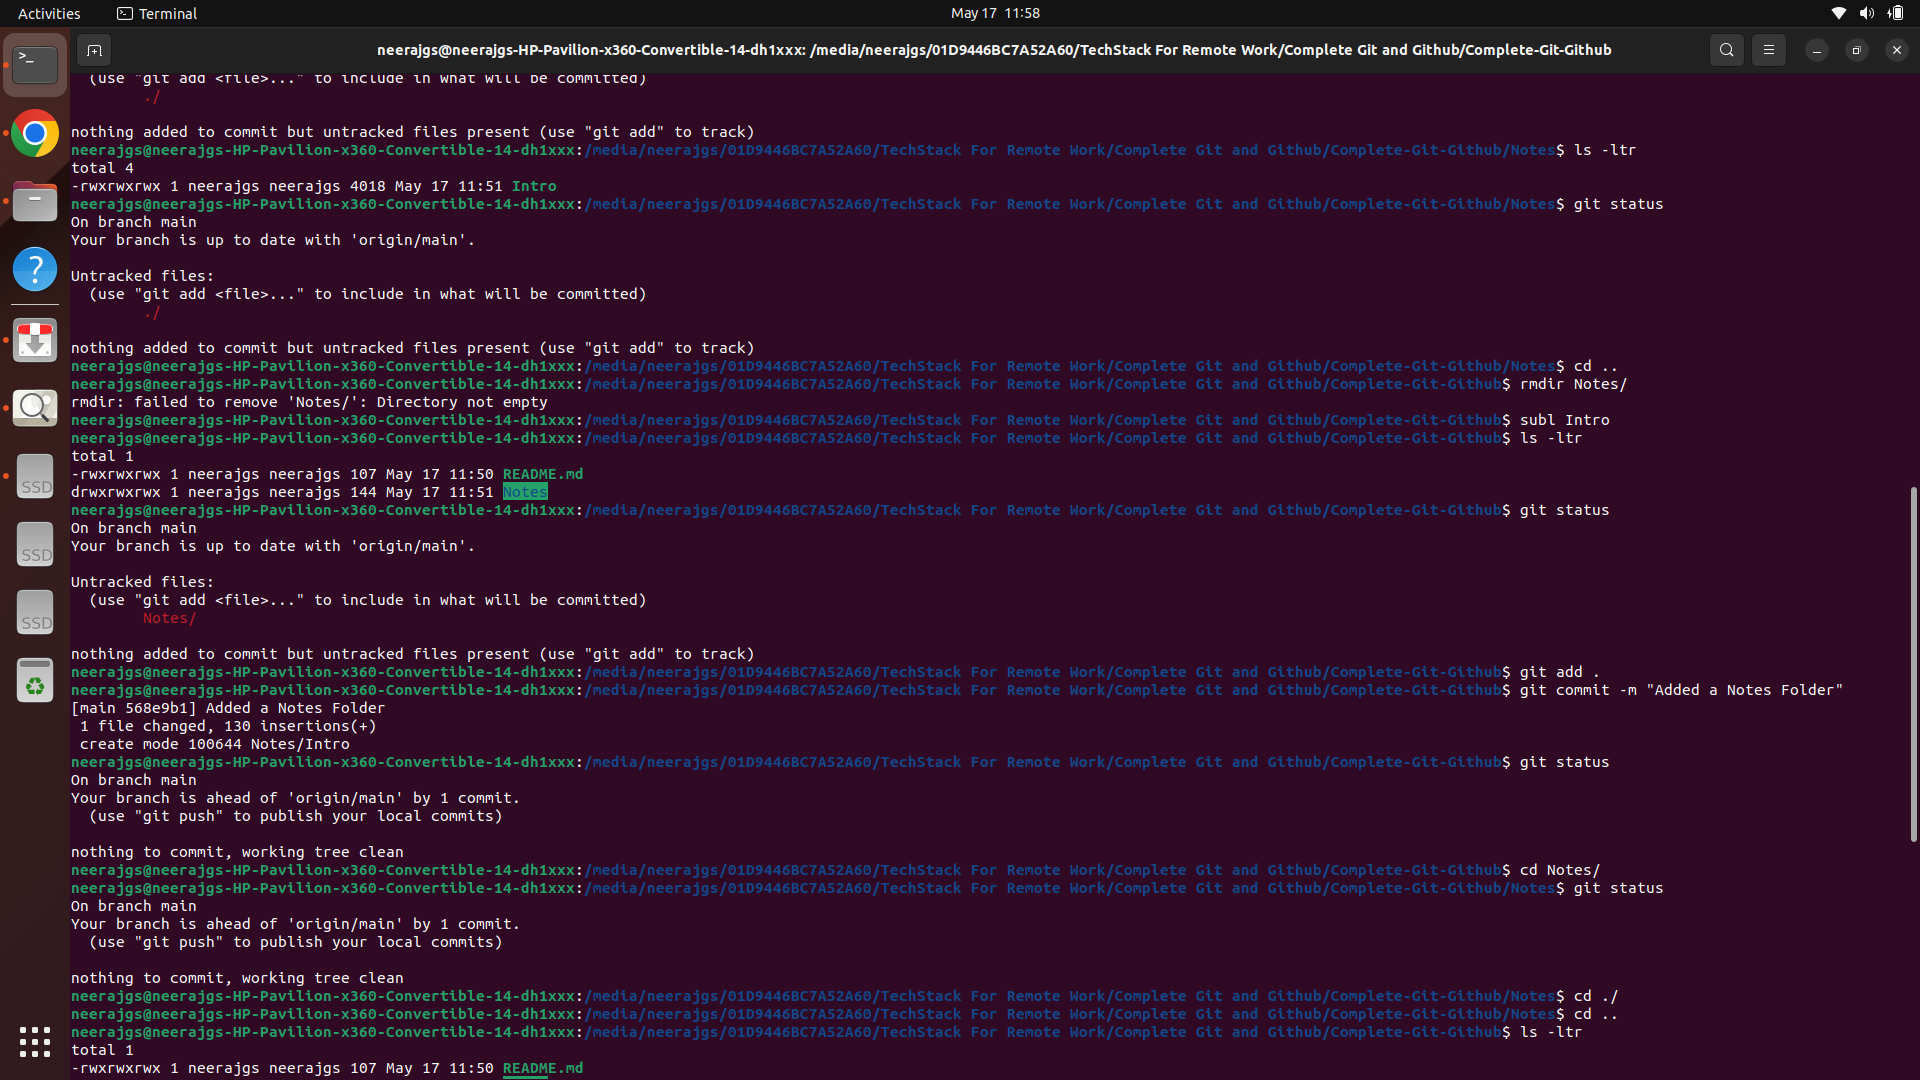 Activities
Terminal
May 17 11:58
neerajgs@neerajgs-HP-Pavilion-x360-Convertible-14-dh1xxx: /media/neerajgs/01D9446BC7A52A60/TechStack For Remote Work/Complete Git and Github/Complete-Git-Github
(use "git add <file>..." to include in what will be committed)
./
nothing added to commit but untracked files present (use "git add" to track)
neerajgs@neerajgs-HP-Pavilion-x360-Convertible-14-dh1xxx:/media/neerajgs/01D9446BC7A52A60/TechStack For Remote Work/Complete Git and Github/Complete-Git-Github/Notes$ ls -ltr
total 4
-rwxrwxrwx 1 neerajgs neerajgs 4018 May 17 11:51 Intro
neerajgs@neerajgs-HP-Pavilion-x360-Convertible-14-dh1xxx:/media/neerajgs/01D9446BC7A52A60/TechStack For Remote Work/Complete Git and Github/Complete-Git-Github/Notes$ git status
On branch main
Your branch is up to date with 'origin/main'.
Untracked files:
(use "git add <file>..." to include in what will be committed)
./
nothing added to commit but untracked files present (use "git add" to track)
neerajgs@neerajgs-HP-Pavilion-x360-Convertible-14-dh1xxx:/media/neerajgs/01D9446BC7A52A60/TechStack For Remote Work/Complete Git and Github/Complete-Git-Github/Notes$ cd ..
neerajgs@neerajgs-HP-Pavilion-x360-Convertible-14-dh1xxx:/media/neerajgs/01D9446BC7A52A60/TechStack For Remote Work/Complete Git and Github/Complete-Git-Github$ rmdir Notes/
rmdir: failed to remove 'Notes/': Directory not empty
neerajgs@neerajgs-HP-Pavilion-x360-Convertible-14-dh1xxx:/media/neerajgs/01D9446BC7A52A60/TechStack For Remote Work/Complete Git and Github/Complete-Git-Github$ subl Intro
neerajgs@neerajgs-HP-Pavilion-x360-Convertible-14-dh1xxx:/media/neerajgs/01D9446BC7A52A60/TechStack For Remote Work/Complete Git and Github/Complete-Git-Github$ ls -ltr
total 1
-rwxrwxrwx 1 neerajgs neerajgs 107 May 17 11:50 README.md
drwxrwxrwx 1 neerajgs neerajgs 144 May 17 11:51 Notes
neerajgs@neerajgs-HP-Pavilion-x360-Convertible-14-dh1xxx:/media/neerajgs/01D9446BC7A52A60/TechStack For Remote Work/Complete Git and Github/Complete-Git-Github$ git status
On branch main
Your branch is up to date with 'origin/main'.
Untracked files:
(use "git add <file>..." to include in what will be committed)
Notes/
nothing added to commit but untracked files present (use "git add" to track)
neerajgs@neerajgs-HP-Pavilion-x360-Convertible-14-dh1xxx:/media/neerajgs/01D9446BC7A52A60/TechStack For Remote Work/Complete Git and Github/Complete-Git-Github$ git add .
neerajgs@neerajgs-HP-Pavilion-x360-Convertible-14-dh1xxx:/media/neerajgs/01D9446BC7A52A60/TechStack For Remote Work/Complete Git and Github/Complete-Git-Github$ git commit -m "Added a Notes Folder"
[main 568e9b1] Added a Notes Folder
1 file changed, 130 insertions(+)
create mode 100644 Notes/Intro
neerajgs@neerajgs-HP-Pavilion-x360-Convertible-14-dh1xxx:/media/neerajgs/01D9446BC7A52A60/TechStack For Remote Work/Complete Git and Github/Complete-Git-Github$ git status
On branch main
Your branch is ahead of 'origin/main' by 1 commit.
(use "git push" to publish your local commits)
nothing to commit, working tree clean
neerajgs@neerajgs-HP-Pavilion-x360-Convertible-14-dh1xxx:/media/neerajgs/01D9446BC7A52A60/TechStack For Remote Work/Complete Git and Github/Complete-Git-Github$ cd Notes/
neerajgs@neerajgs-HP-Pavilion-x360-Convertible-14-dh1xxx:/media/neerajgs/01D9446BC7A52A60/TechStack For Remote Work/Complete Git and Github/Complete-Git-Github/Notes$ git status
On branch main
Your branch is ahead of 'origin/main' by 1 commit.
(use "git push" to publish your local commits)
nothing to commit, working tree clean
neerajgs@neerajgs-HP-Pavilion-x360-Convertible-14-dh1xxx:/media/neerajgs/01D9446BC7A52A60/TechStack For Remote Work/Complete Git and Github/Complete-Git-Github/Notes$ cd ./
neerajgs@neerajgs-HP-Pavilion-x360-Convertible-14-dh1xxx:/media/neerajgs/01D9446BC7A52A60/TechStack For Remote Work/Complete Git and Github/Complete-Git-Github/Notes$ cd ..
neerajgs@neerajgs-HP-Pavilion-x360-Convertible-14-dh1xxx:/media/neerajgs/01D9446BC7A52A60/TechStack For Remote Work/Complete Git and Github/Complete-Git-Github$ ls -ltr
total 1
-rwxrwxrwx 1 neerajgs neerajgs 107 May 17 11:50 README.md
SSD
SSD
SSD